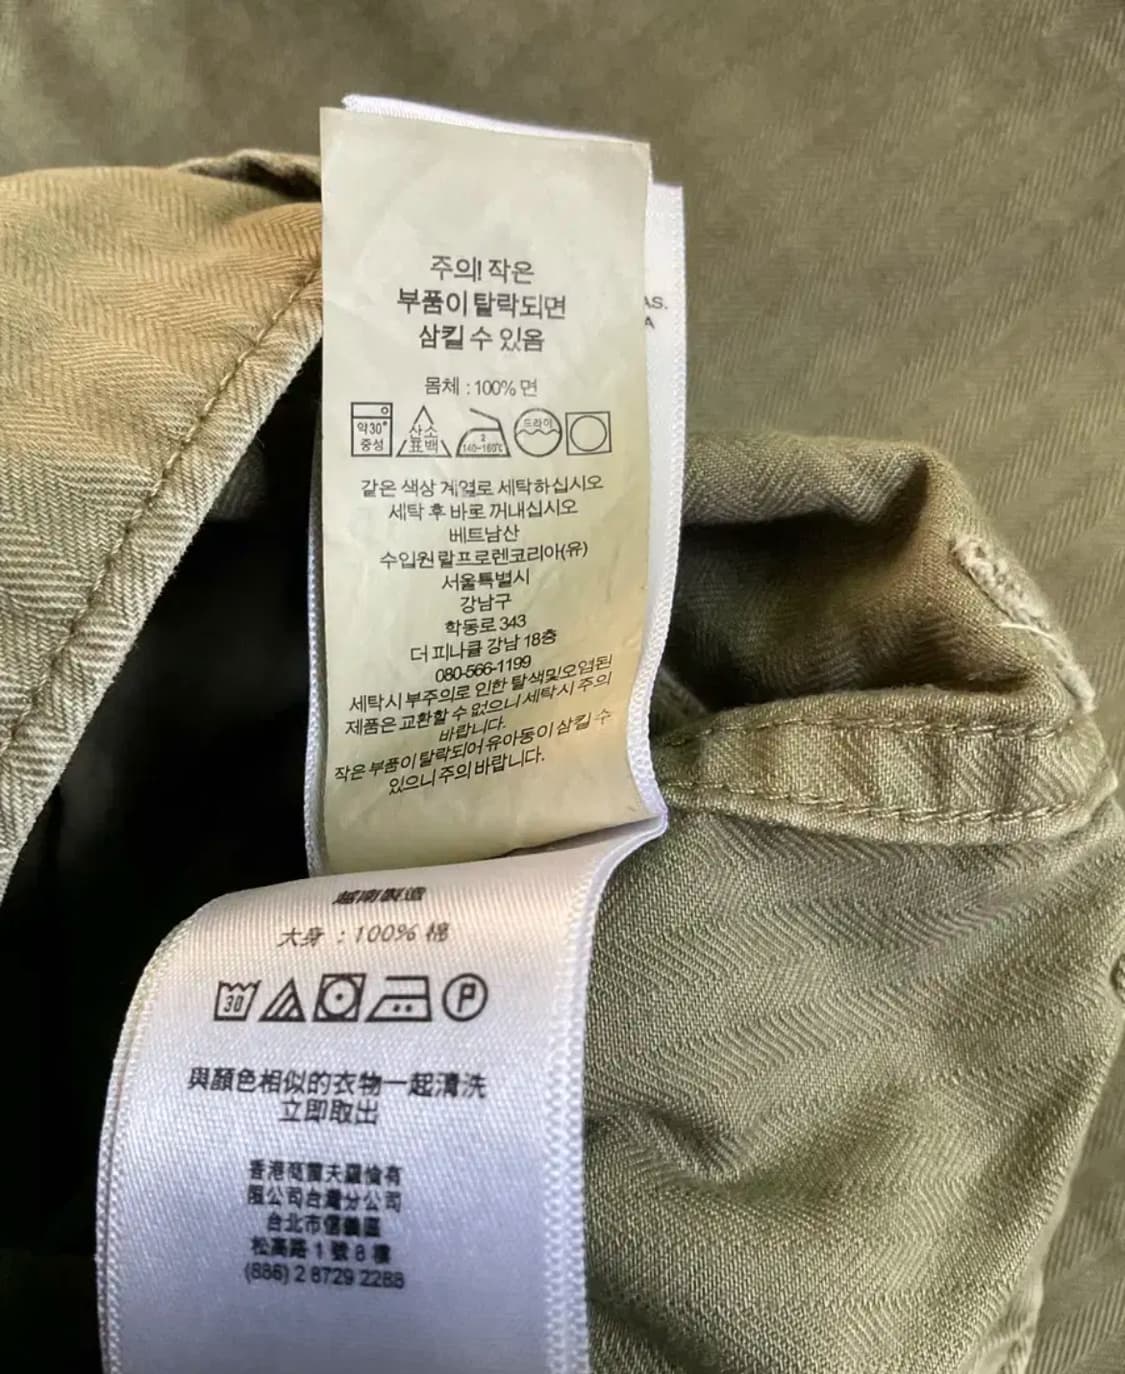 주의! 작은
부품이 탈락되면
삼킬 수 있음
AS.
A
몸체 : 100% 면
약30°
중성
산소
표백
2
140~160℃
드라이
같은 색상 계열로 세탁하십시오
세탁 후 바로 꺼내십시오
베트남산
수입원 랄프로렌코리아(유)
서울특별시
강남구
학동로 343
더 피나클 강남 18층
080-566-1199
세탁시 부주의로 인한 탈색및오염된
제품은 교환할 수 없으니 세탁시 주의
바랍니다.
작은 부품이 탈락되어 유아동이 삼킬 수
있으니 주의 바랍니다.
越南製造
大身 : 100% 棉
30
P
與顏色相似的衣物一起清洗
立即取出
香港葩爾夫羅倫有
限公司台灣分公司
台北市信義區
松高路 1 號 8 樓
(886) 2 8729 2288